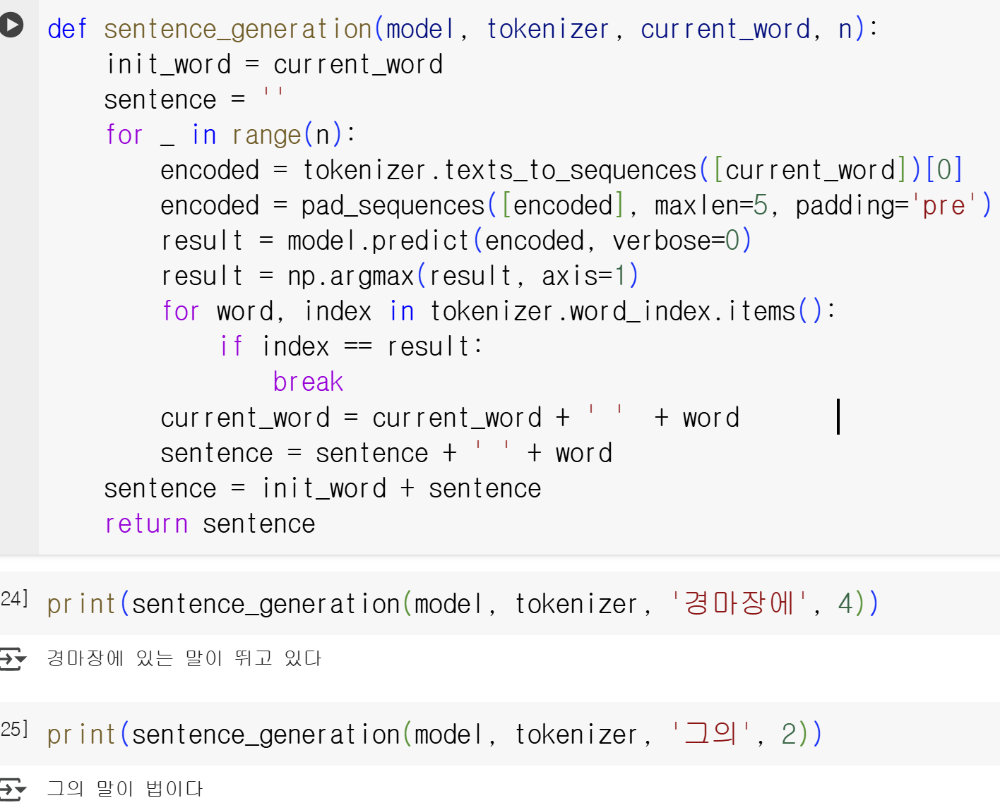 def sentence_generation(model, tokenizer, current_word, n):
    init_word = current_word
    sentence = ''
    for _ in range(n):
        encoded = tokenizer.texts_to_sequences([current_word])[0]
        encoded = pad_sequences([encoded], maxlen=5, padding='pre')
        result = model.predict(encoded, verbose=0)
        result = np.argmax(result, axis=1)
        for word, index in tokenizer.word_index.items():
            if index == result:
                break
        current_word = current_word + ' '  + word
        sentence = sentence + ' ' + word
    sentence = init_word + sentence
    return sentence
24] print(sentence_generation(model, tokenizer, '경마장에', 4))
경마장에 있는 말이 뛰고 있다
25] print(sentence_generation(model, tokenizer, '그의', 2))
그의 말이 법이다